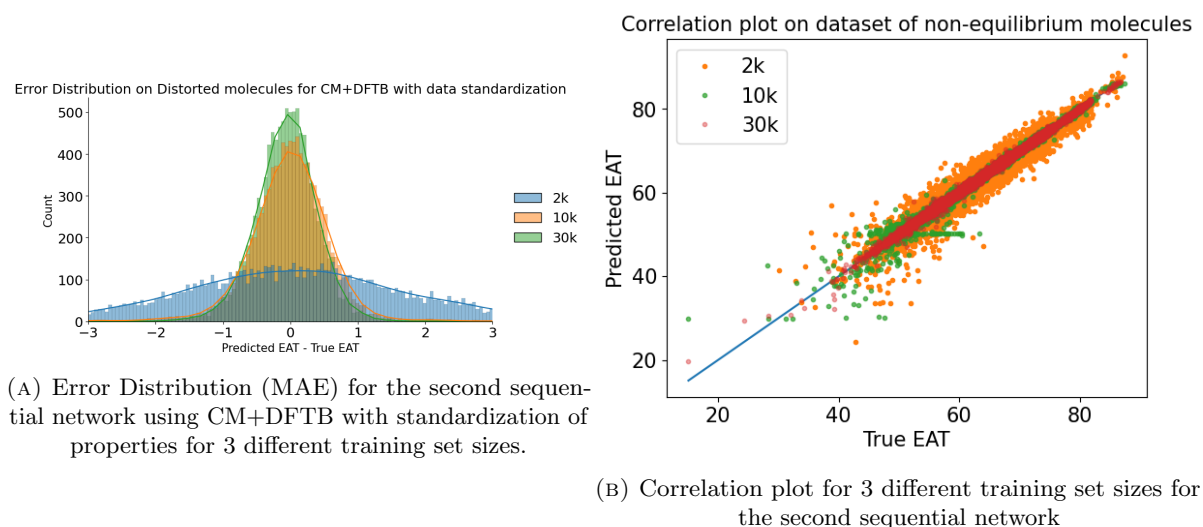 Error Distribution on Distorted molecules for CM+DFTB with data standardization
500
400
300
200
100
0
Count
−3
−2
−1
0
1
2
3
Predicted EAT - True EAT
2k
10k
30k
(A) Error Distribution (MAE) for the second sequen-
tial network using CM+DFTB with standardization of
properties for 3 different training set sizes.
Correlation plot on dataset of non-equilibrium molecules
2k
10k
30k
80
60
40
20
Predicted EAT
20
40
60
80
True EAT
(B) Correlation plot for 3 different training set sizes for
the second sequential network